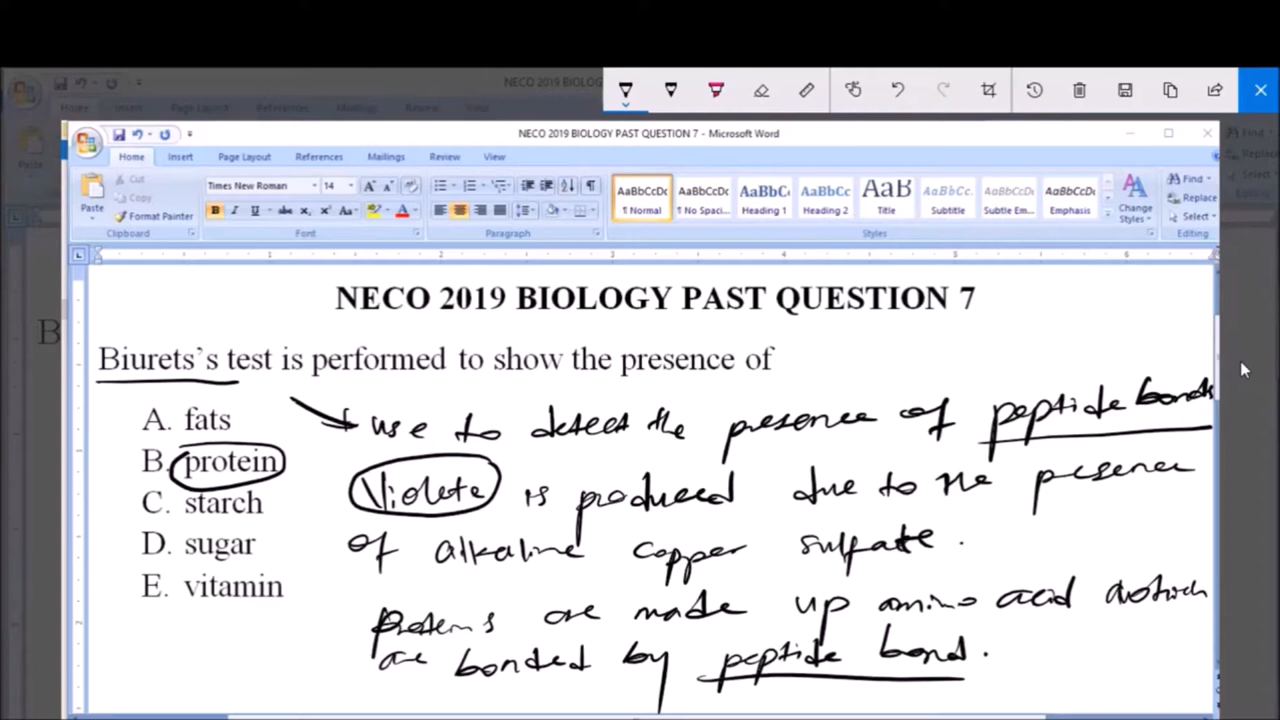 NECO 2019 BIOLO
NECO 2019 BIOLOGY PAST QUESTION 7 - Microsoft Word
Home Insert Page Layout References Mailings Review View
Cut
Copy
Format Painter
Paste
Times New Roman 14
AaBbCcDc AaBbCcDc AaBbC AaBbCc AaB AaBbCcL AaBbCcDc AaBbCcDc
¶ Normal ¶ No Spaci... Heading 1 Heading 2 Title Subtitle Subtle Em... Emphasis
Change Styles
Find
Replace
Select
Clipboard Font Paragraph Styles Editing
NECO 2019 BIOLOGY PAST QUESTION 7
Biurets's test is performed to show the presence of
A. fats
B. protein
C. starch
D. sugar
E. vitamin
use to detect the presence of peptide bonds
Violete is produced due to the presence
of alkaline copper sulfate.
proteins are made up amino acid which
are bonded by peptide bond.